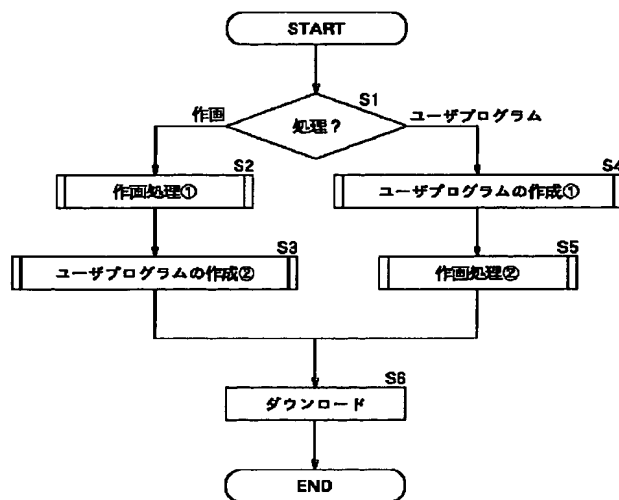 START
S1
作画
処理？
ユーザプログラム
S2
作画処理①
S4
ユーザプログラムの作成①
S3
ユーザプログラムの作成②
S5
作画処理②
S6
ダウンロード
END